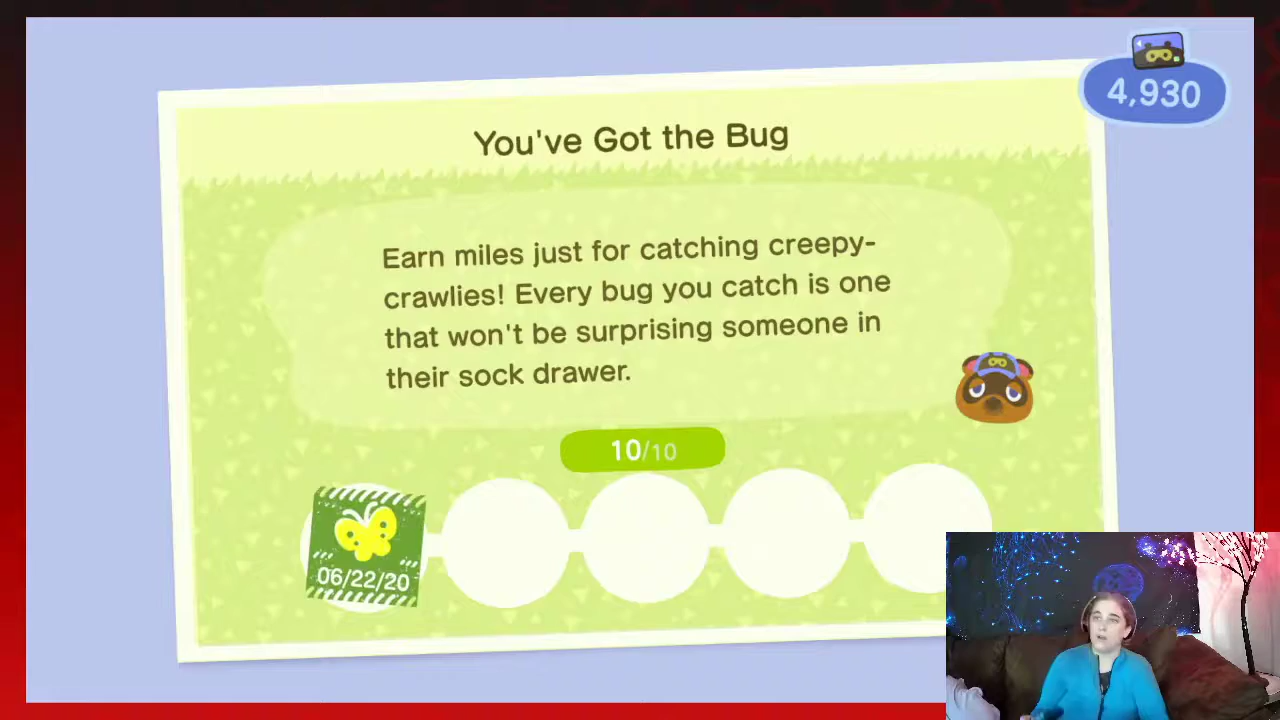 4,930
You've Got the Bug
Earn miles just for catching creepy-
crawlies! Every bug you catch is one
that won't be surprising someone in
their sock drawer.
10/10
06/22/20